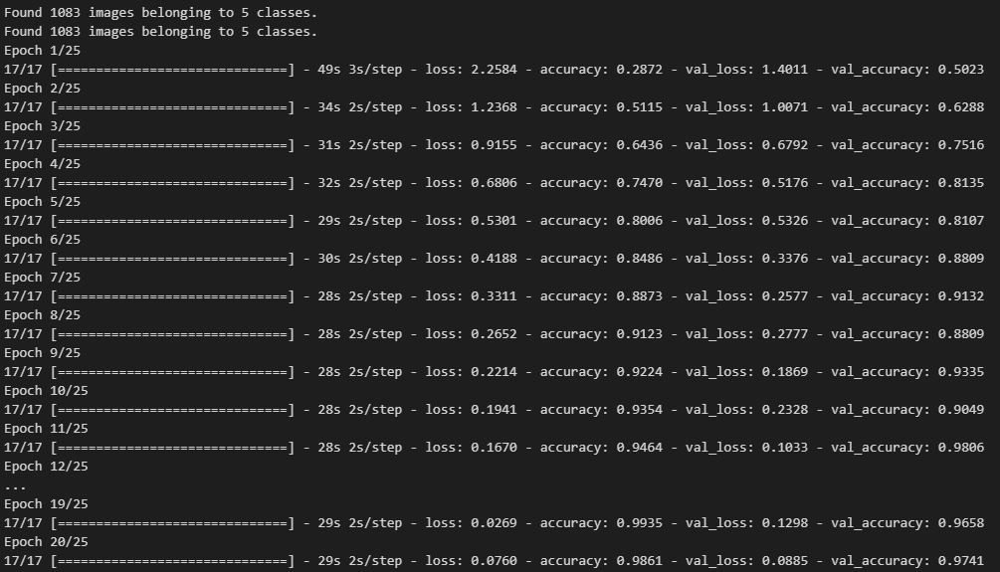 Found 1083 images belonging to 5 classes.
Found 1083 images belonging to 5 classes.
Epoch 1/25
17/17 [==============================] - 49s 3s/step - loss: 2.2584 - accuracy: 0.2872 - val_loss: 1.4011 - val_accuracy: 0.5023
Epoch 2/25
17/17 [==============================] - 34s 2s/step - loss: 1.2368 - accuracy: 0.5115 - val_loss: 1.0071 - val_accuracy: 0.6288
Epoch 3/25
17/17 [==============================] - 31s 2s/step - loss: 0.9155 - accuracy: 0.6436 - val_loss: 0.6792 - val_accuracy: 0.7516
Epoch 4/25
17/17 [==============================] - 32s 2s/step - loss: 0.6806 - accuracy: 0.7470 - val_loss: 0.5176 - val_accuracy: 0.8135
Epoch 5/25
17/17 [==============================] - 29s 2s/step - loss: 0.5301 - accuracy: 0.8006 - val_loss: 0.5326 - val_accuracy: 0.8107
Epoch 6/25
17/17 [==============================] - 30s 2s/step - loss: 0.4188 - accuracy: 0.8486 - val_loss: 0.3376 - val_accuracy: 0.8809
Epoch 7/25
17/17 [==============================] - 28s 2s/step - loss: 0.3311 - accuracy: 0.8873 - val_loss: 0.2577 - val_accuracy: 0.9132
Epoch 8/25
17/17 [==============================] - 28s 2s/step - loss: 0.2652 - accuracy: 0.9123 - val_loss: 0.2777 - val_accuracy: 0.8809
Epoch 9/25
17/17 [==============================] - 28s 2s/step - loss: 0.2214 - accuracy: 0.9224 - val_loss: 0.1869 - val_accuracy: 0.9335
Epoch 10/25
17/17 [==============================] - 28s 2s/step - loss: 0.1941 - accuracy: 0.9354 - val_loss: 0.2328 - val_accuracy: 0.9049
Epoch 11/25
17/17 [==============================] - 28s 2s/step - loss: 0.1670 - accuracy: 0.9464 - val_loss: 0.1033 - val_accuracy: 0.9806
Epoch 12/25
...
Epoch 19/25
17/17 [==============================] - 29s 2s/step - loss: 0.0269 - accuracy: 0.9935 - val_loss: 0.1298 - val_accuracy: 0.9658
Epoch 20/25
17/17 [==============================] - 29s 2s/step - loss: 0.0760 - accuracy: 0.9861 - val_loss: 0.0885 - val_accuracy: 0.9741